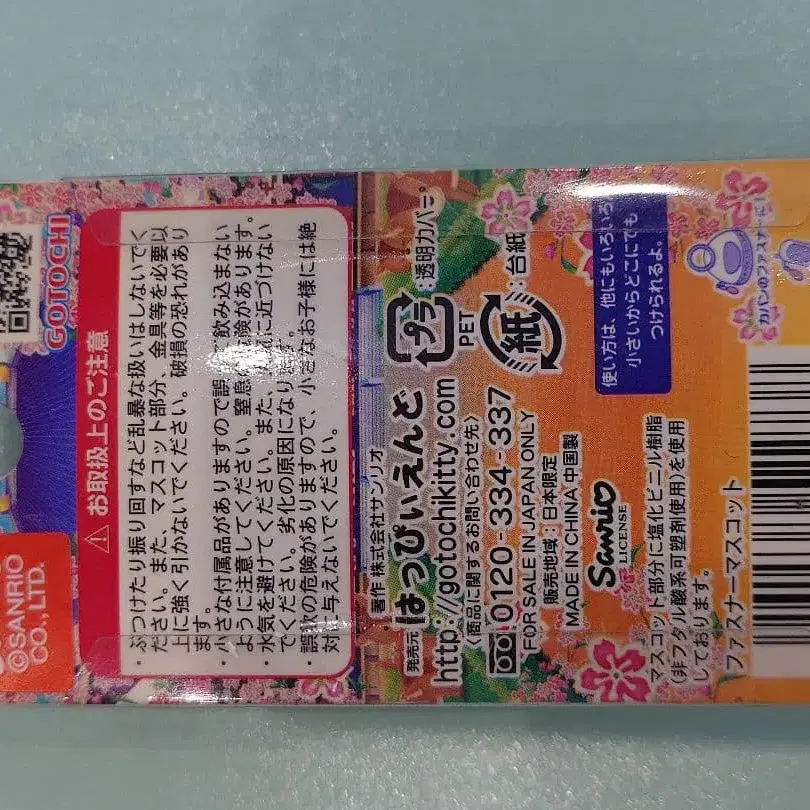 GOTOCHI
©SANRIO
CO.,LTD.
お取扱上のご注意
・ぶつけたり振り回すなど乱暴な扱いはしないでく
ださい。また、マスコット部分、金具等を必要以
上に強く引かないでください。破損の恐れがあり
ます。
・小さな付属品がありますので誤 飲み込まない
ように注意してください。窒息 危険があります。
・水気を避けてください。また、 気に近づけない
でください。劣化の原因になります。
・誤飲の危険がありますので、小さなお子様には絶
対に与えないでください。
著作 株式会社サンリオ
発売元 はっぴぃえんど
http://gotochikitty.com
〈商品に関するお問い合わせ先〉
0120-334-337
FOR SALE IN JAPAN ONLY
販売地域:日本限定
MADE IN CHINA 中国製
Sanrio
LICENSE
マスコット部分に塩化ビニル樹脂
(非フタル酸系可塑剤使用)を使用
しております。
ファスナーマスコット
プラ
:透明カバー
PET
紙
:台紙
使い方は、他にもいろいろ
小さいからどこにでも
つけられるよ。
カバンのファスナーに!